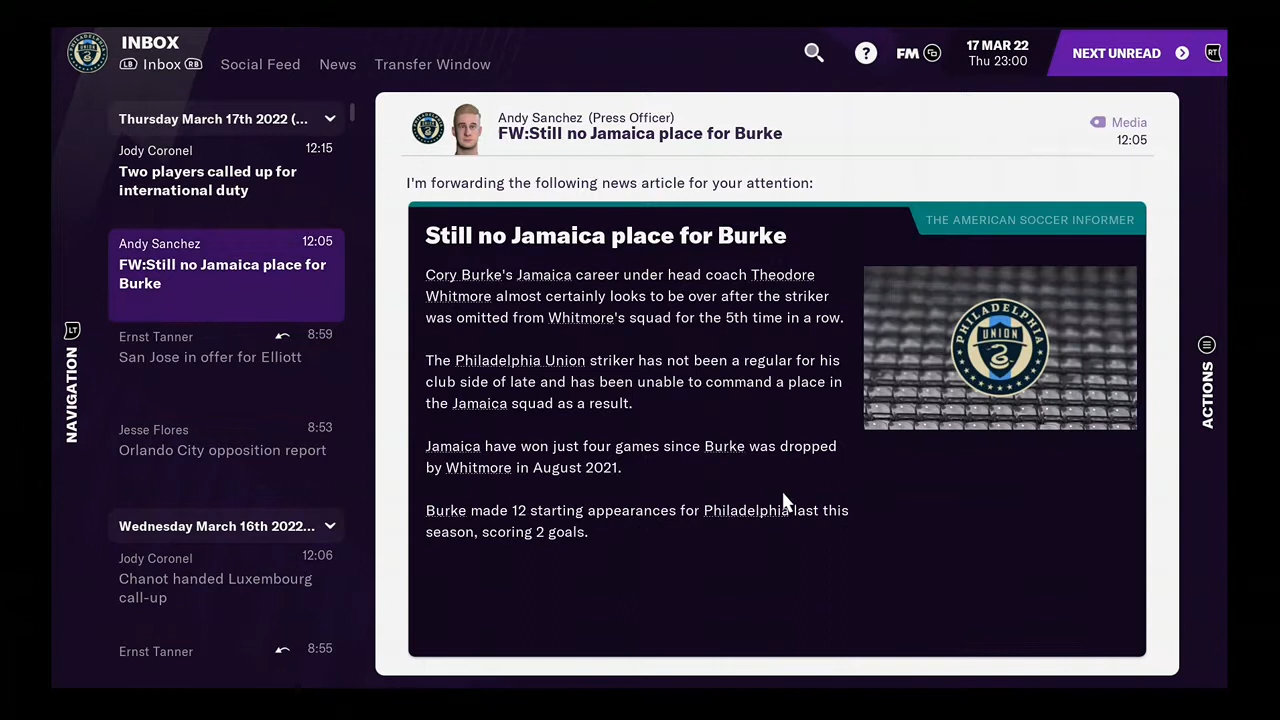 INBOX
LB Inbox RB
Social Feed
News
Transfer Window
?
FM
17 MAR 22
Thu 23:00
NEXT UNREAD
RT
Thursday March 17th 2022 (...
Jody Coronel
12:15
Two players called up for
international duty
Andy Sanchez
12:05
FW:Still no Jamaica place for
Burke
Ernst Tanner
8:59
San Jose in offer for Elliott
Jesse Flores
8:53
Orlando City opposition report
Wednesday March 16th 2022...
Jody Coronel
12:06
Chanot handed Luxembourg
call-up
Ernst Tanner
8:55
LT
NAVIGATION
Andy Sanchez (Press Officer)
FW:Still no Jamaica place for Burke
Media
12:05
I'm forwarding the following news article for your attention:
THE AMERICAN SOCCER INFORMER
Still no Jamaica place for Burke
Cory Burke's Jamaica career under head coach Theodore
Whitmore almost certainly looks to be over after the striker
was omitted from Whitmore's squad for the 5th time in a row.
The Philadelphia Union striker has not been a regular for his
club side of late and has been unable to command a place in
the Jamaica squad as a result.
Jamaica have won just four games since Burke was dropped
by Whitmore in August 2021.
Burke made 12 starting appearances for Philadelphia last this
season, scoring 2 goals.
PHILADELPHIA
UNION
ACTIONS